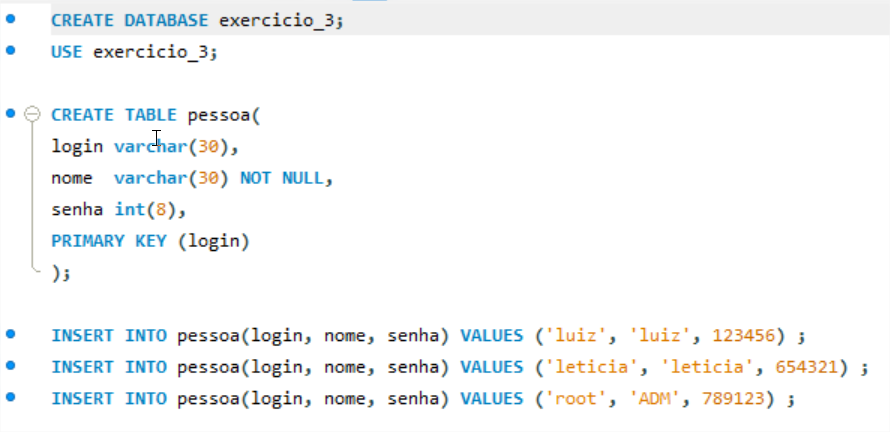 CREATE DATABASE exercicio_3;
USE exercicio_3;
CREATE TABLE pessoa(
login varchar(30),
nome  varchar(30) NOT NULL,
senha int(8),
PRIMARY KEY (login)
);
INSERT INTO pessoa(login, nome, senha) VALUES ('luiz', 'luiz', 123456) ;
INSERT INTO pessoa(login, nome, senha) VALUES ('leticia', 'leticia', 654321) ;
INSERT INTO pessoa(login, nome, senha) VALUES ('root', 'ADM', 789123) ;